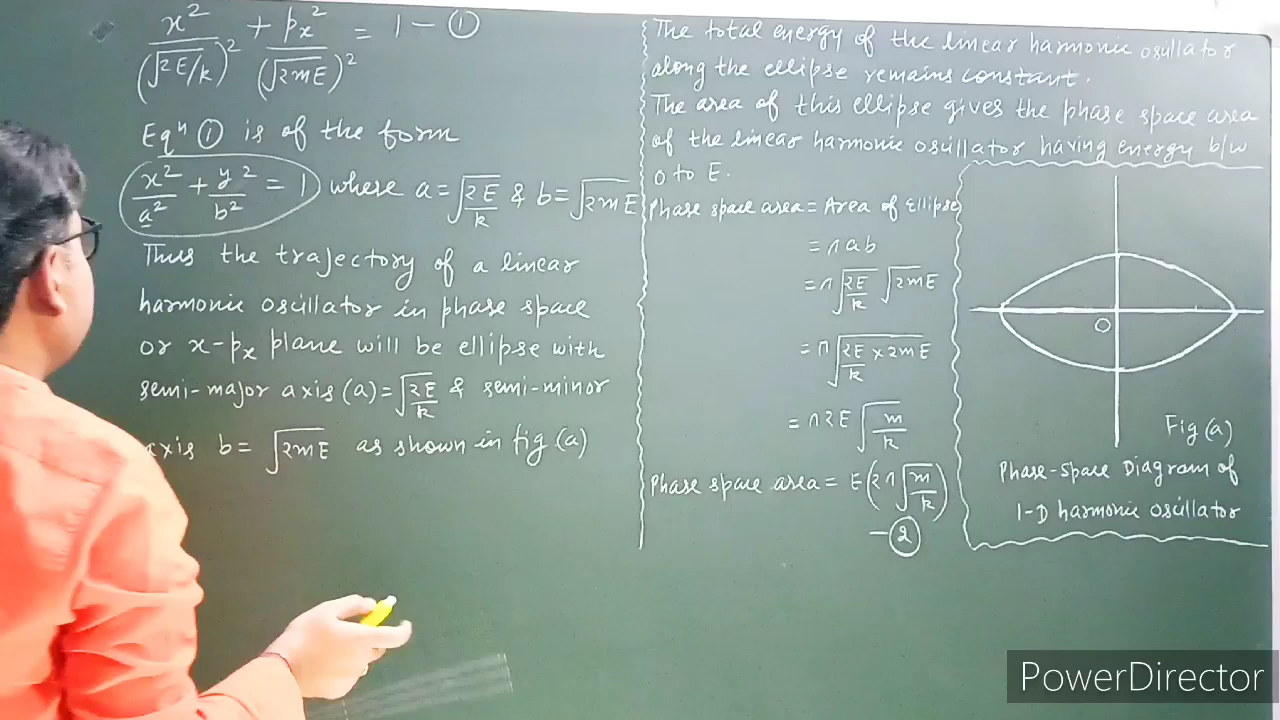 x²/(√2E/k)² + pₓ²/(√2mE)² = 1 — ①
Eqⁿ ① is of the form
x²/a² + y²/b² = 1 where a = √2E/k & b = √2mE
Thus the trajectory of a linear
harmonic oscillator in phase space
or x-pₓ plane will be ellipse with
semi-major axis (a) = √2E/k & semi-minor
axis b = √2mE as shown in fig (a)
The total energy of the linear harmonic oscillator
along the ellipse remains constant.
The area of this ellipse gives the phase space area
of the linear harmonic oscillator having energy b/w
0 to E.
Phase space area = Area of Ellipse
= πab
= π√2E/k √2mE
= π√2E/k × 2mE
= π2E√m/k
Phase space area = E(2π√m/k)
— ②
O
Fig (a)
Phase-Space Diagram of
1-D harmonic oscillator
PowerDirector